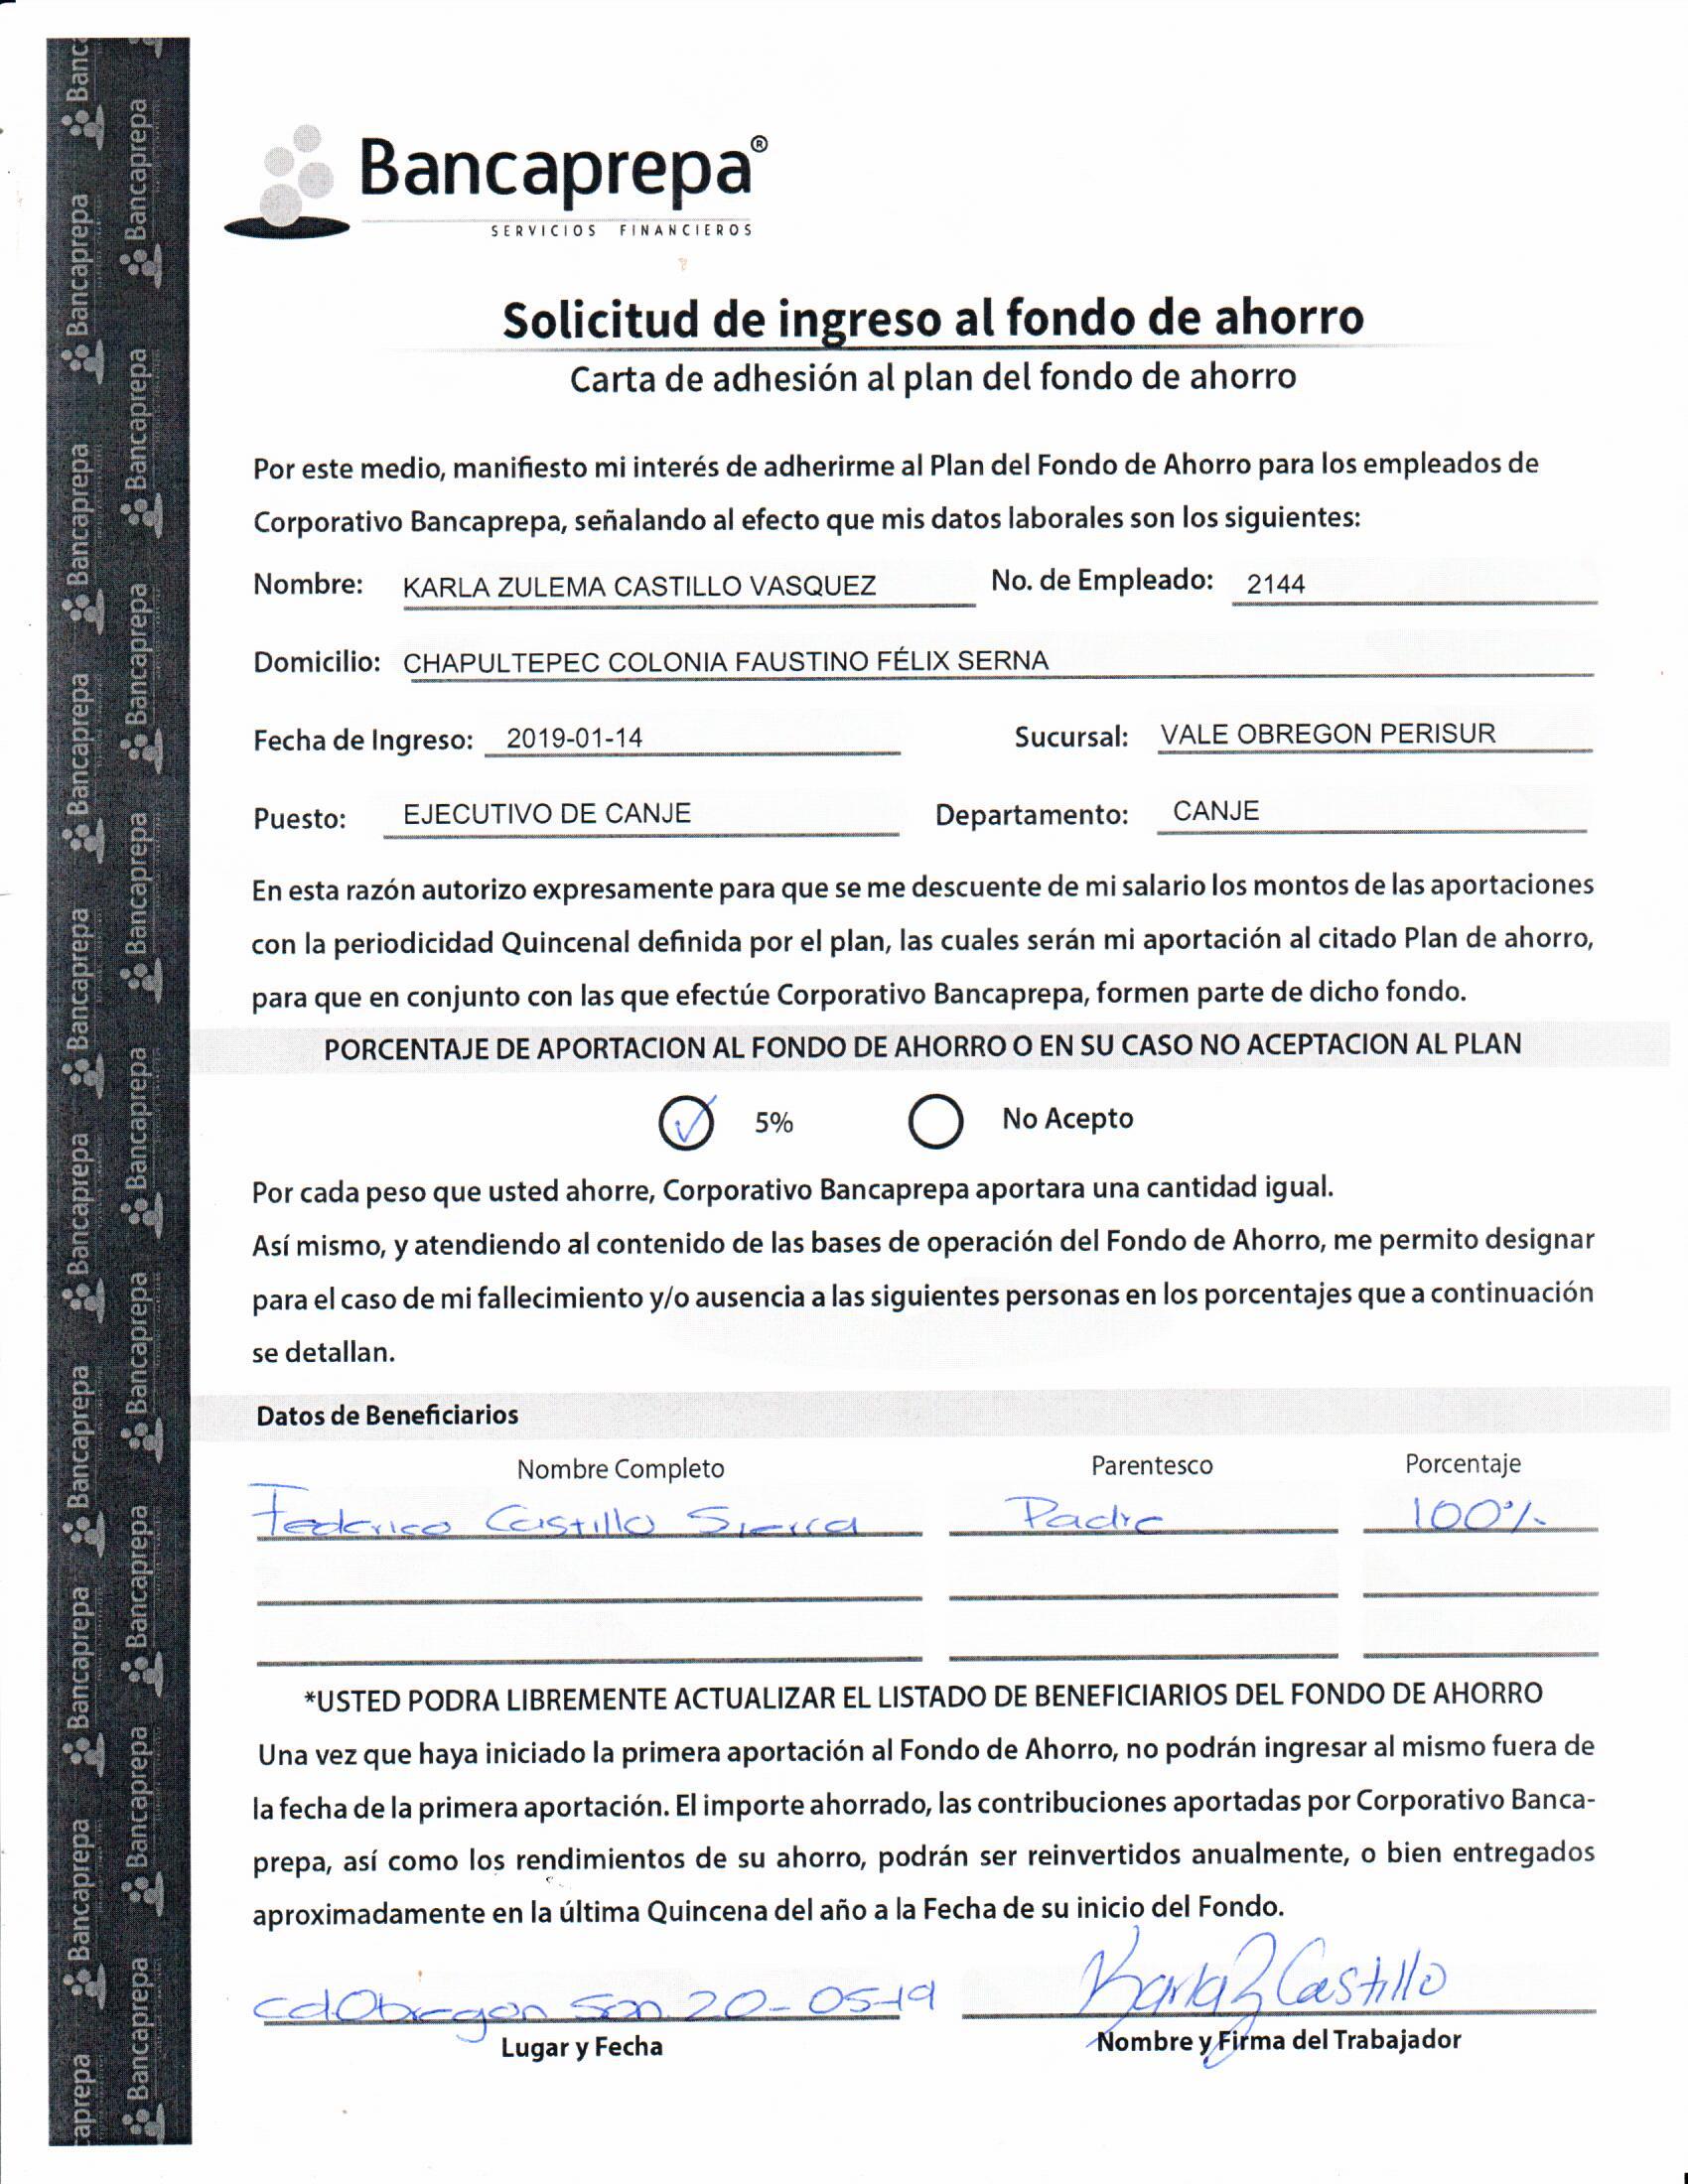 Bancaprepa®
SERVICIOS FINANCIEROS
Solicitud de ingreso al fondo de ahorro
Carta de adhesión al plan del fondo de ahorro
Por este medio, manifiesto mi interés de adherirme al Plan del Fondo de Ahorro para los empleados de
Corporativo Bancaprepa, señalando al efecto que mis datos laborales son los siguientes:
Nombre: KARLA ZULEMA CASTILLO VASQUEZ No. de Empleado: 2144
Domicilio: CHAPULTEPEC COLONIA FAUSTINO FÉLIX SERNA
Fecha de Ingreso: 2019-01-14 Sucursal: VALE OBREGON PERISUR
Puesto: EJECUTIVO DE CANJE Departamento: CANJE
En esta razón autorizo expresamente para que se me descuente de mi salario los montos de las aportaciones
con la periodicidad Quincenal definida por el plan, las cuales serán mi aportación al citado Plan de ahorro,
para que en conjunto con las que efectúe Corporativo Bancaprepa, formen parte de dicho fondo.
PORCENTAJE DE APORTACION AL FONDO DE AHORRO O EN SU CASO NO ACEPTACION AL PLAN
5% No Acepto
Por cada peso que usted ahorre, Corporativo Bancaprepa aportara una cantidad igual.
Así mismo, y atendiendo al contenido de las bases de operación del Fondo de Ahorro, me permito designar
para el caso de mi fallecimiento y/o ausencia a las siguientes personas en los porcentajes que a continuación
se detallan.
Datos de Beneficiarios
Nombre Completo Parentesco Porcentaje
Federico Castillo Sierra Padre 100%
*USTED PODRA LIBREMENTE ACTUALIZAR EL LISTADO DE BENEFICIARIOS DEL FONDO DE AHORRO
Una vez que haya iniciado la primera aportación al Fondo de Ahorro, no podrán ingresar al mismo fuera de
la fecha de la primera aportación. El importe ahorrado, las contribuciones aportadas por Corporativo Banca-
prepa, así como los rendimientos de su ahorro, podrán ser reinvertidos anualmente, o bien entregados
aproximadamente en la última Quincena del año a la Fecha de su inicio del Fondo.
cd.Obregon Son. 20-05-19 Karla Z Castillo
Lugar y Fecha Nombre y Firma del Trabajador